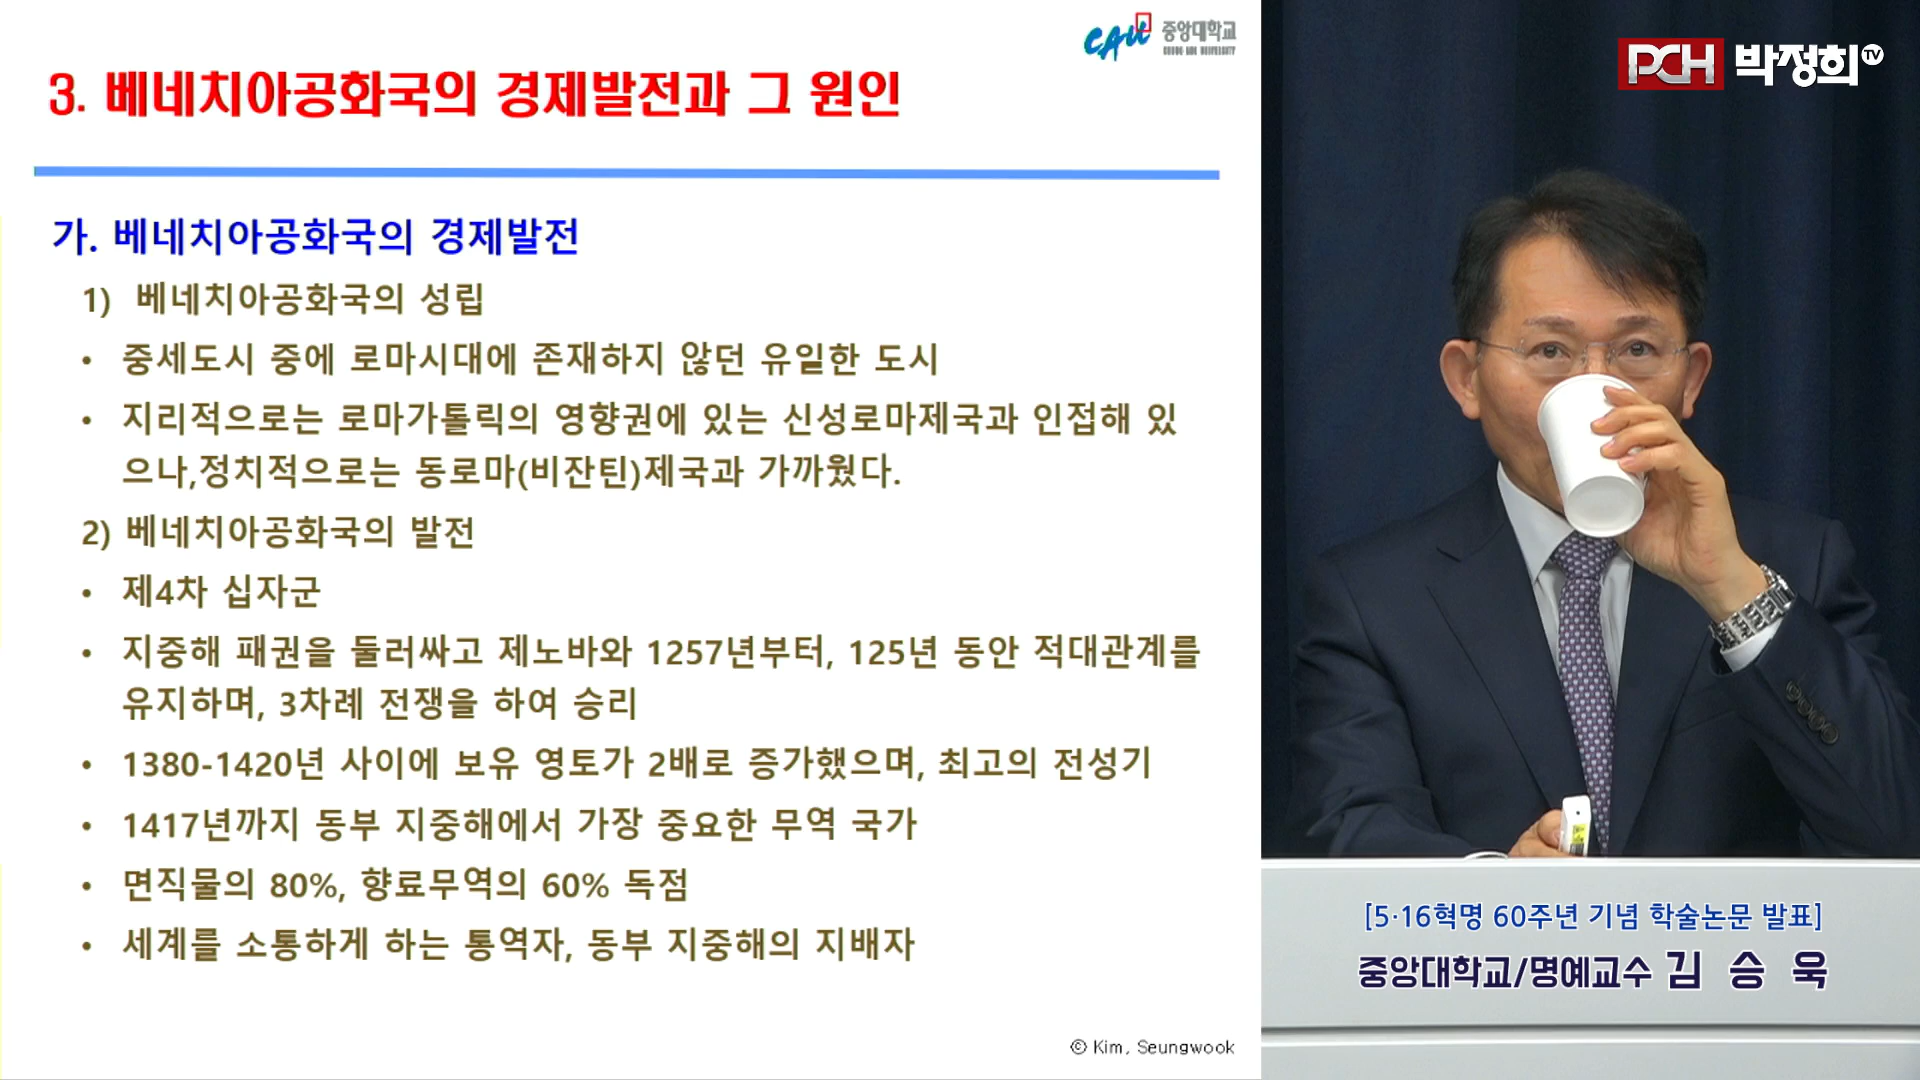 CAU 중앙대학교
CHUNG-ANG UNIVERSITY
3. 베네치아공화국의 경제발전과 그 원인
가. 베네치아공화국의 경제발전
1) 베네치아공화국의 성립
• 중세도시 중에 로마시대에 존재하지 않던 유일한 도시
• 지리적으로는 로마가톨릭의 영향권에 있는 신성로마제국과 인접해 있
으나,정치적으로는 동로마(비잔틴)제국과 가까웠다.
2) 베네치아공화국의 발전
• 제4차 십자군
• 지중해 패권을 둘러싸고 제노바와 1257년부터, 125년 동안 적대관계를
유지하며, 3차례 전쟁을 하여 승리
• 1380-1420년 사이에 보유 영토가 2배로 증가했으며, 최고의 전성기
• 1417년까지 동부 지중해에서 가장 중요한 무역 국가
• 면직물의 80%, 향료무역의 60% 독점
• 세계를 소통하게 하는 통역자, 동부 지중해의 지배자
© Kim, Seungwook
PCH 박정희TV
[5·16혁명 60주년 기념 학술논문 발표]
중앙대학교/명예교수 김 승 욱